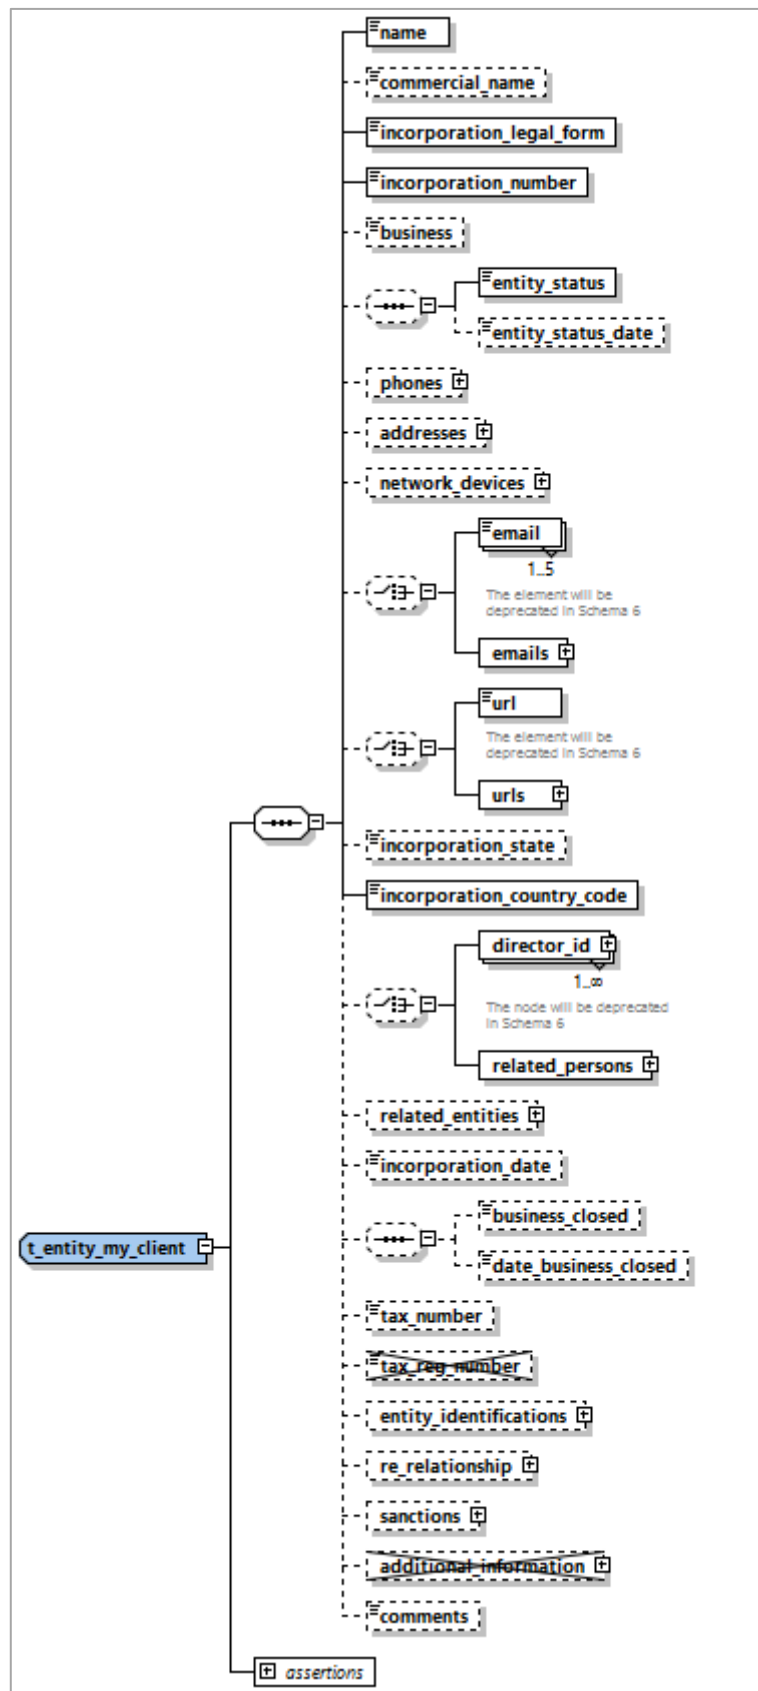 name
commercial_name
incorporation_legal_form
incorporation_number
business
entity_status
entity_status_date
phones
addresses
network_devices
email
1..5
The element will be
deprecated in Schema 6
emails
url
The element will be
deprecated in Schema 6
urls
incorporation_state
incorporation_country_code
director_id
1..∞
The node will be deprecated
in Schema 6
related_persons
related_entities
incorporation_date
business_closed
t_entity_my_client
date_business_closed
tax_number
tax_reg_number
entity_identifications
re_relationship
sanctions
additional_information
comments
assertions